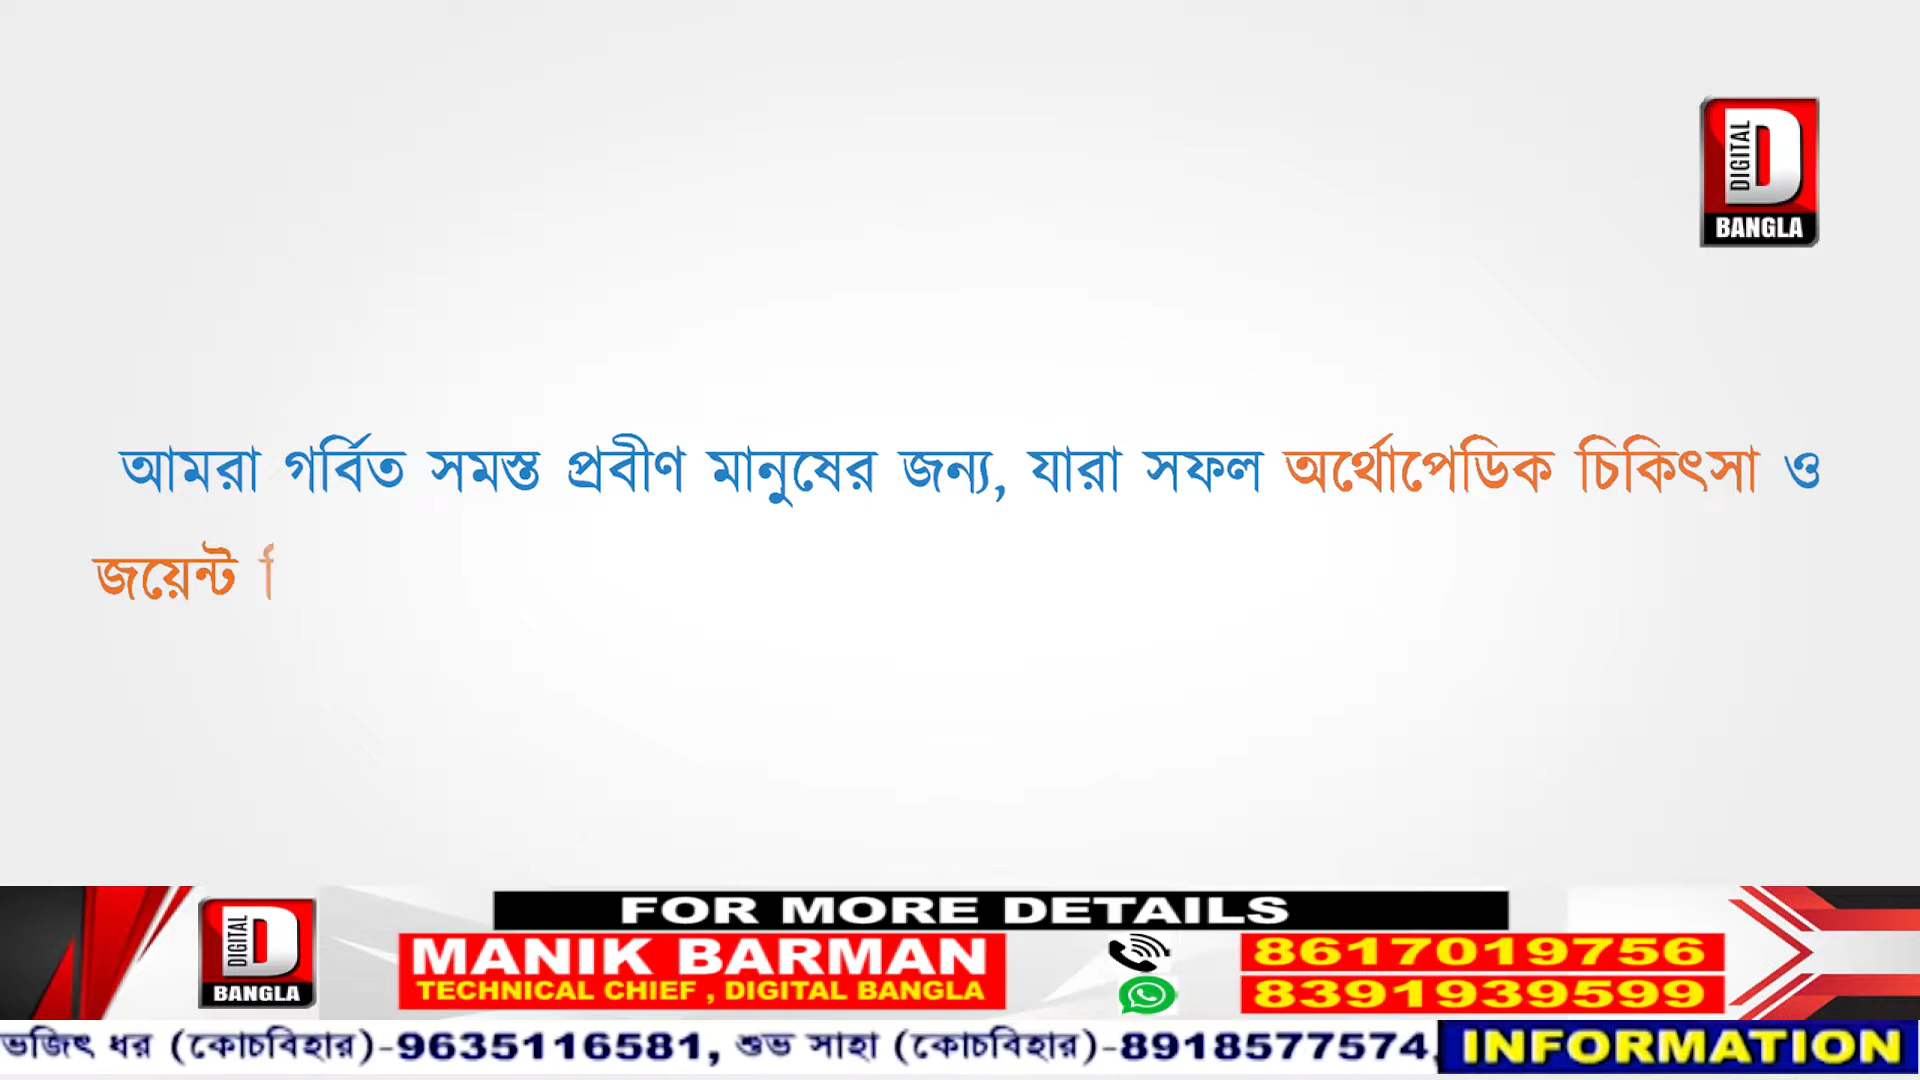 DIGITAL
BANGLA
আমরা গর্বিত সমস্ত প্রবীণ মানুষের জন্য, যারা সফল অর্থোপেডিক চিকিৎসা ও
জয়েন্ট
FOR MORE DETAILS
DIGITAL
BANGLA
MANIK BARMAN
TECHNICAL CHIEF , DIGITAL BANGLA
8617019756
8391939599
ভজিৎ ধর (কোচবিহার)-9635116581, শুভ সাহা (কোচবিহার)-8918577574,
INFORMATION